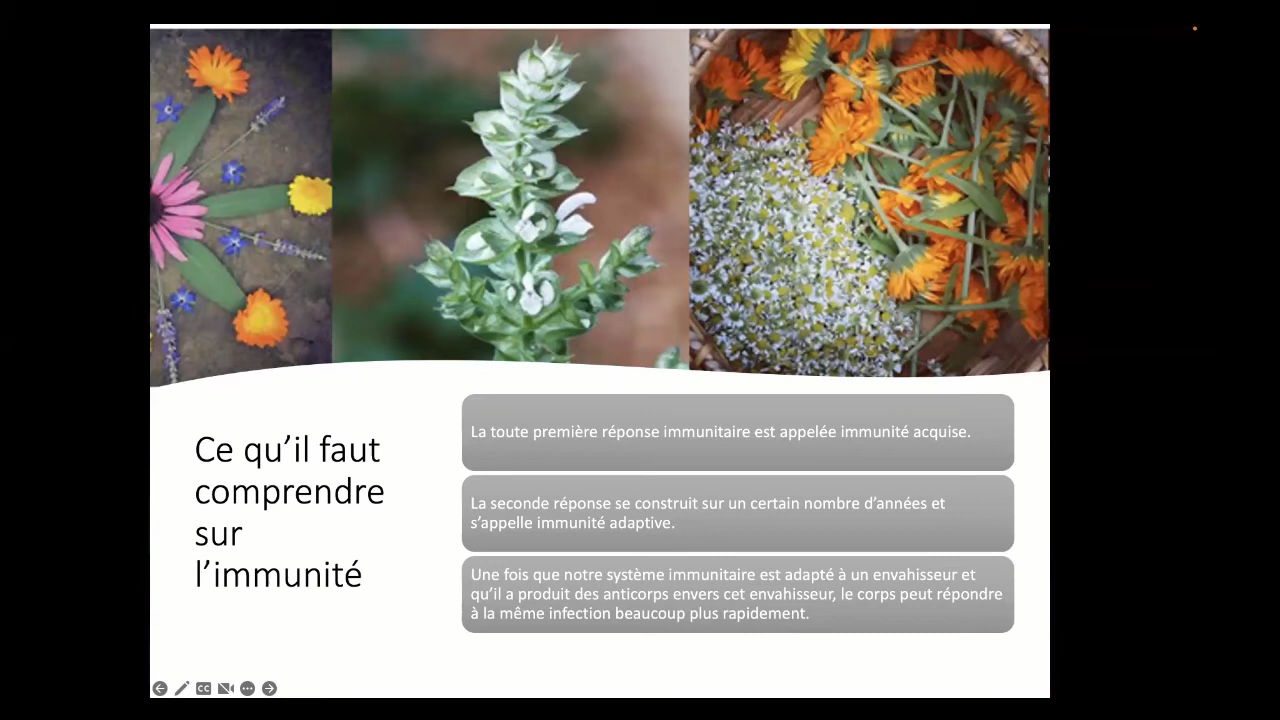 Ce qu’il faut
comprendre
sur
l’immunité
La toute première réponse immunitaire est appelée immunité acquise.
La seconde réponse se construit sur un certain nombre d’années et
s’appelle immunité adaptive.
Une fois que notre système immunitaire est adapté à un envahisseur et
qu’il a produit des anticorps envers cet envahisseur, le corps peut répondre
à la même infection beaucoup plus rapidement.
CC